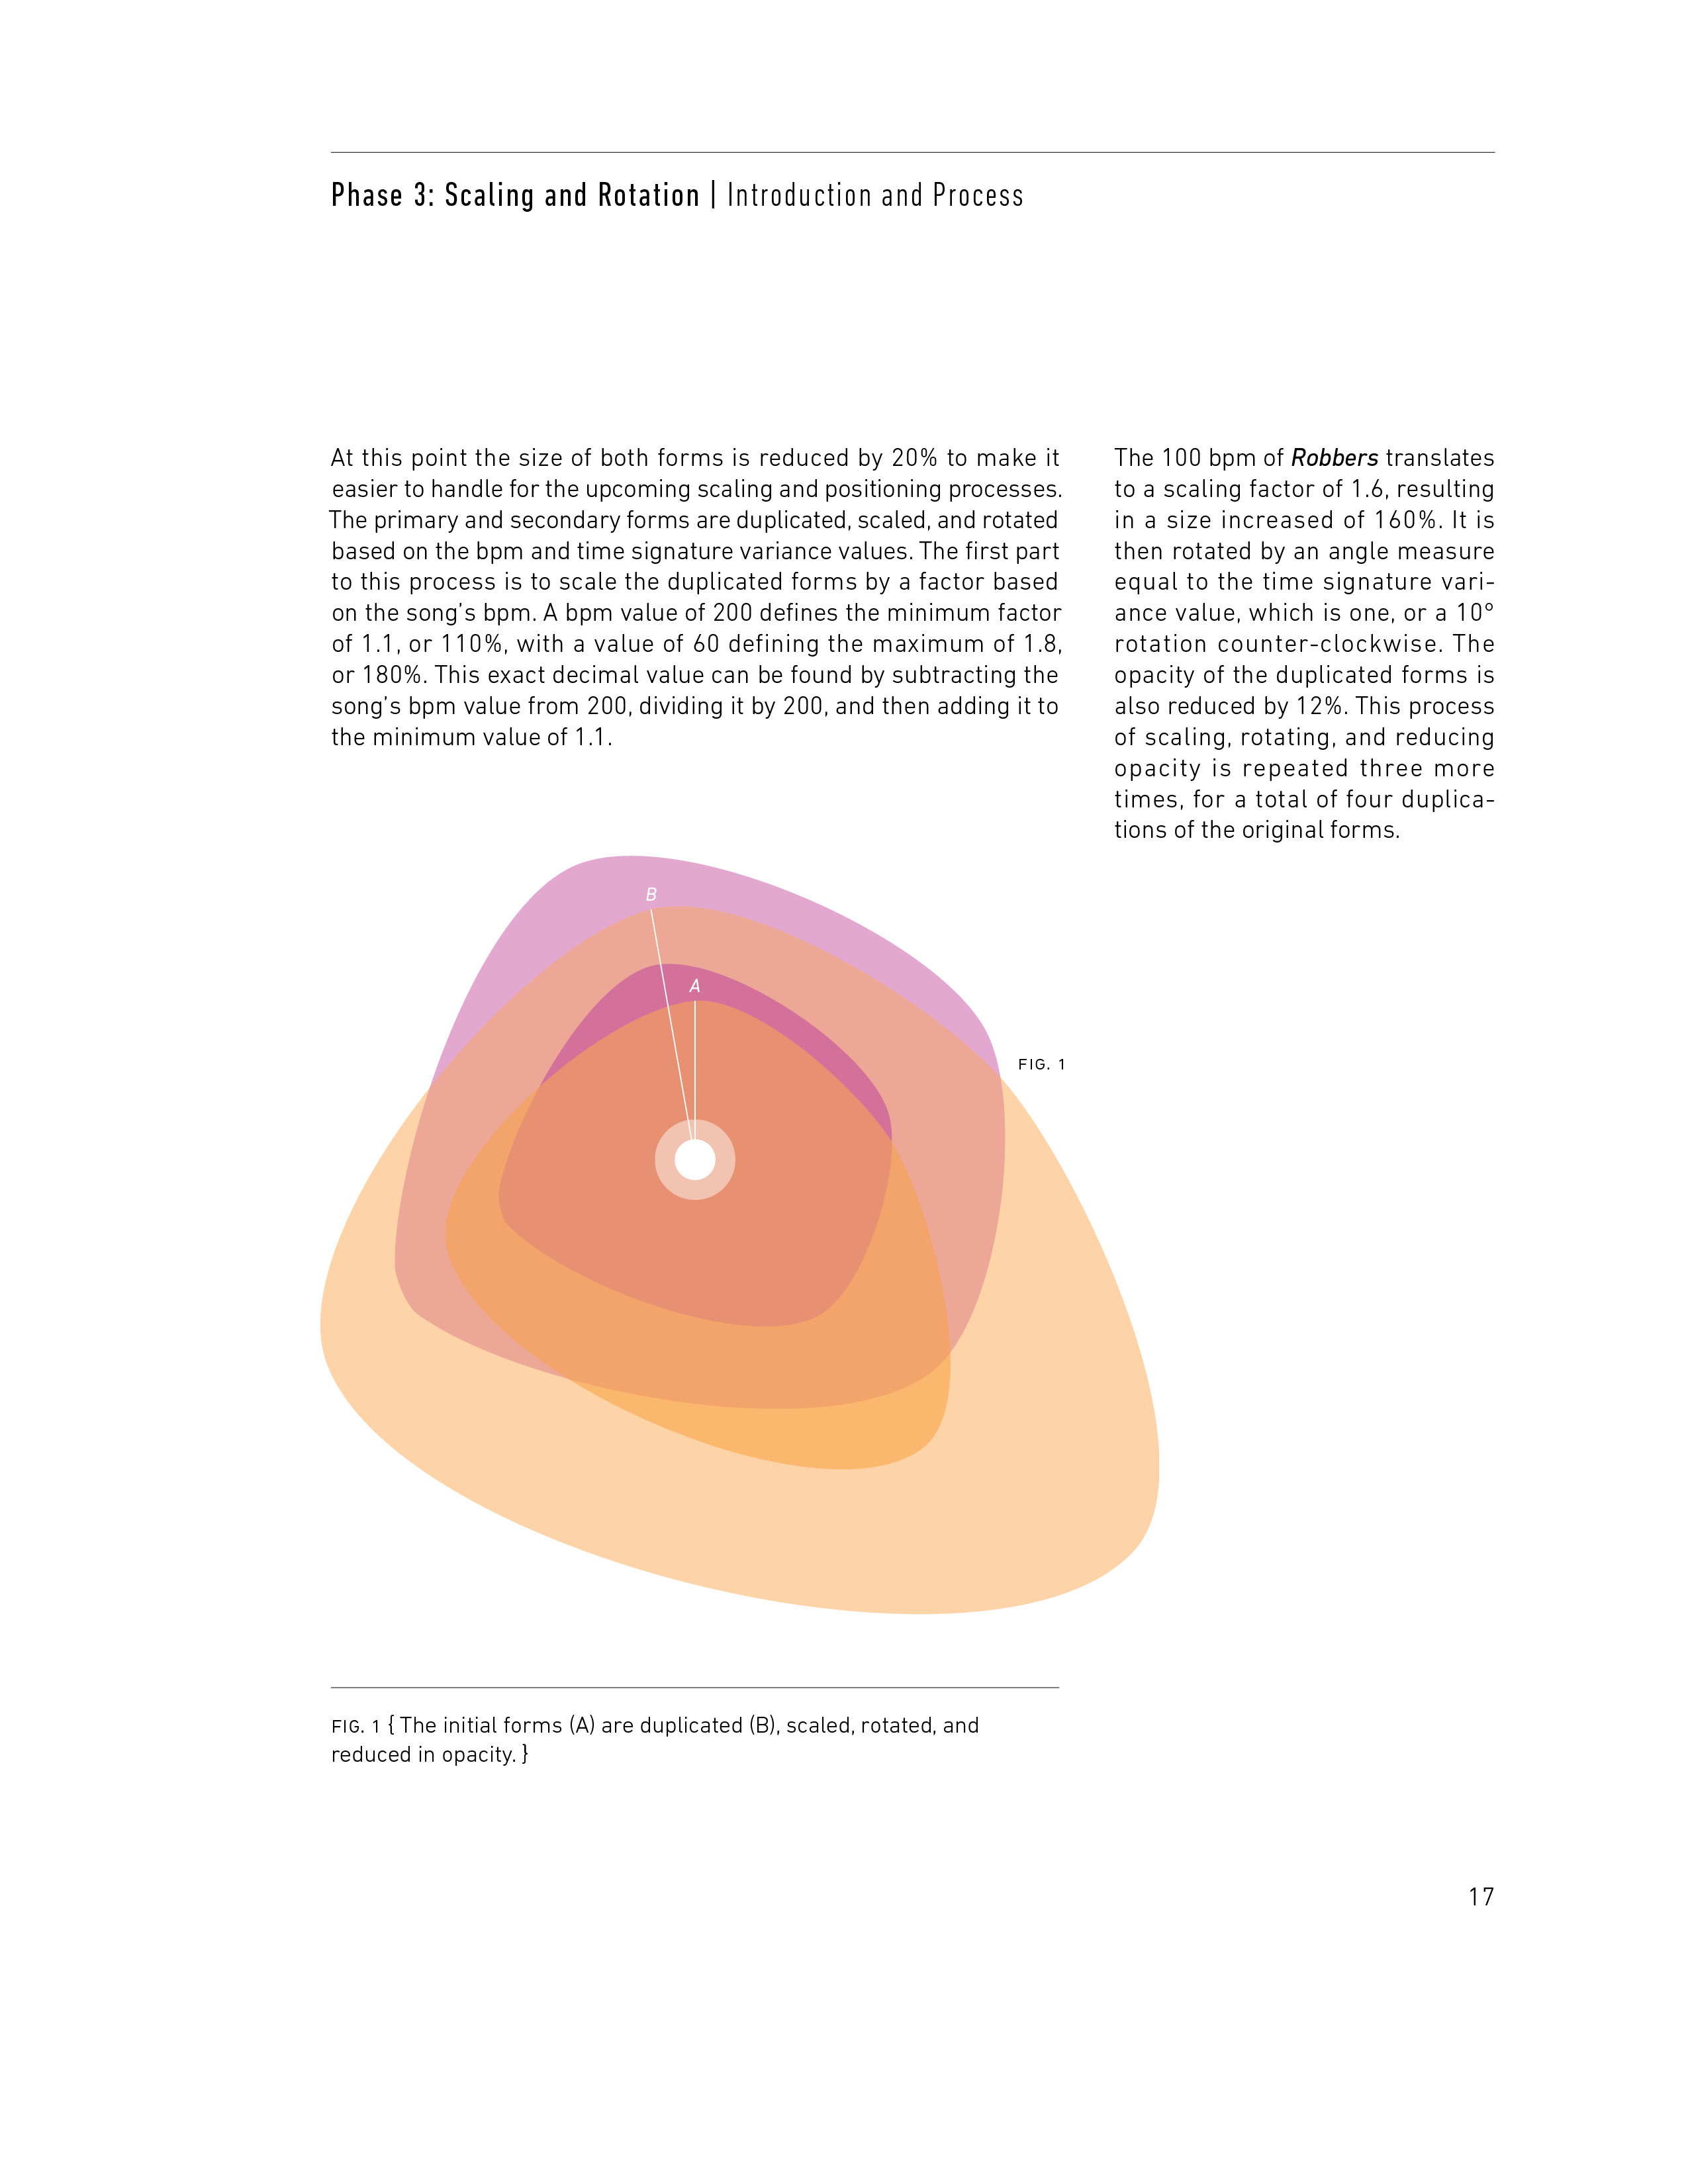 Phase 3: Scaling and Rotation | Introduction and Process
At this point the size of both forms is reduced by 20% to make it
easier to handle for the upcoming scaling and positioning processes.
The primary and secondary forms are duplicated, scaled, and rotated
based on the bpm and time signature variance values. The first part
to this process is to scale the duplicated forms by a factor based
on the song's bpm. A bpm value of 200 defines the minimum factor
of 1.1, or 110%, with a value of 60 defining the maximum of 1.8,
or 180%. This exact decimal value can be found by subtracting the
song's bpm value from 200, dividing it by 200, and then adding it to
the minimum value of 1.1.
The 100 bpm of Robbers translates
to a scaling factor of 1.6, resulting
in a size increased of 160%. It is
then rotated by an angle measure
equal to the time signature vari-
ance value, which is one, or a 10°
rotation counter-clockwise. The
opacity of the duplicated forms is
also reduced by 12%. This process
of scaling, rotating, and reducing
opacity is repeated three more
times, for a total of four duplica-
tions of the original forms.
B
A
FIG. 1
FIG. 1 { The initial forms (A) are duplicated (B), scaled, rotated, and
reduced in opacity. }
17